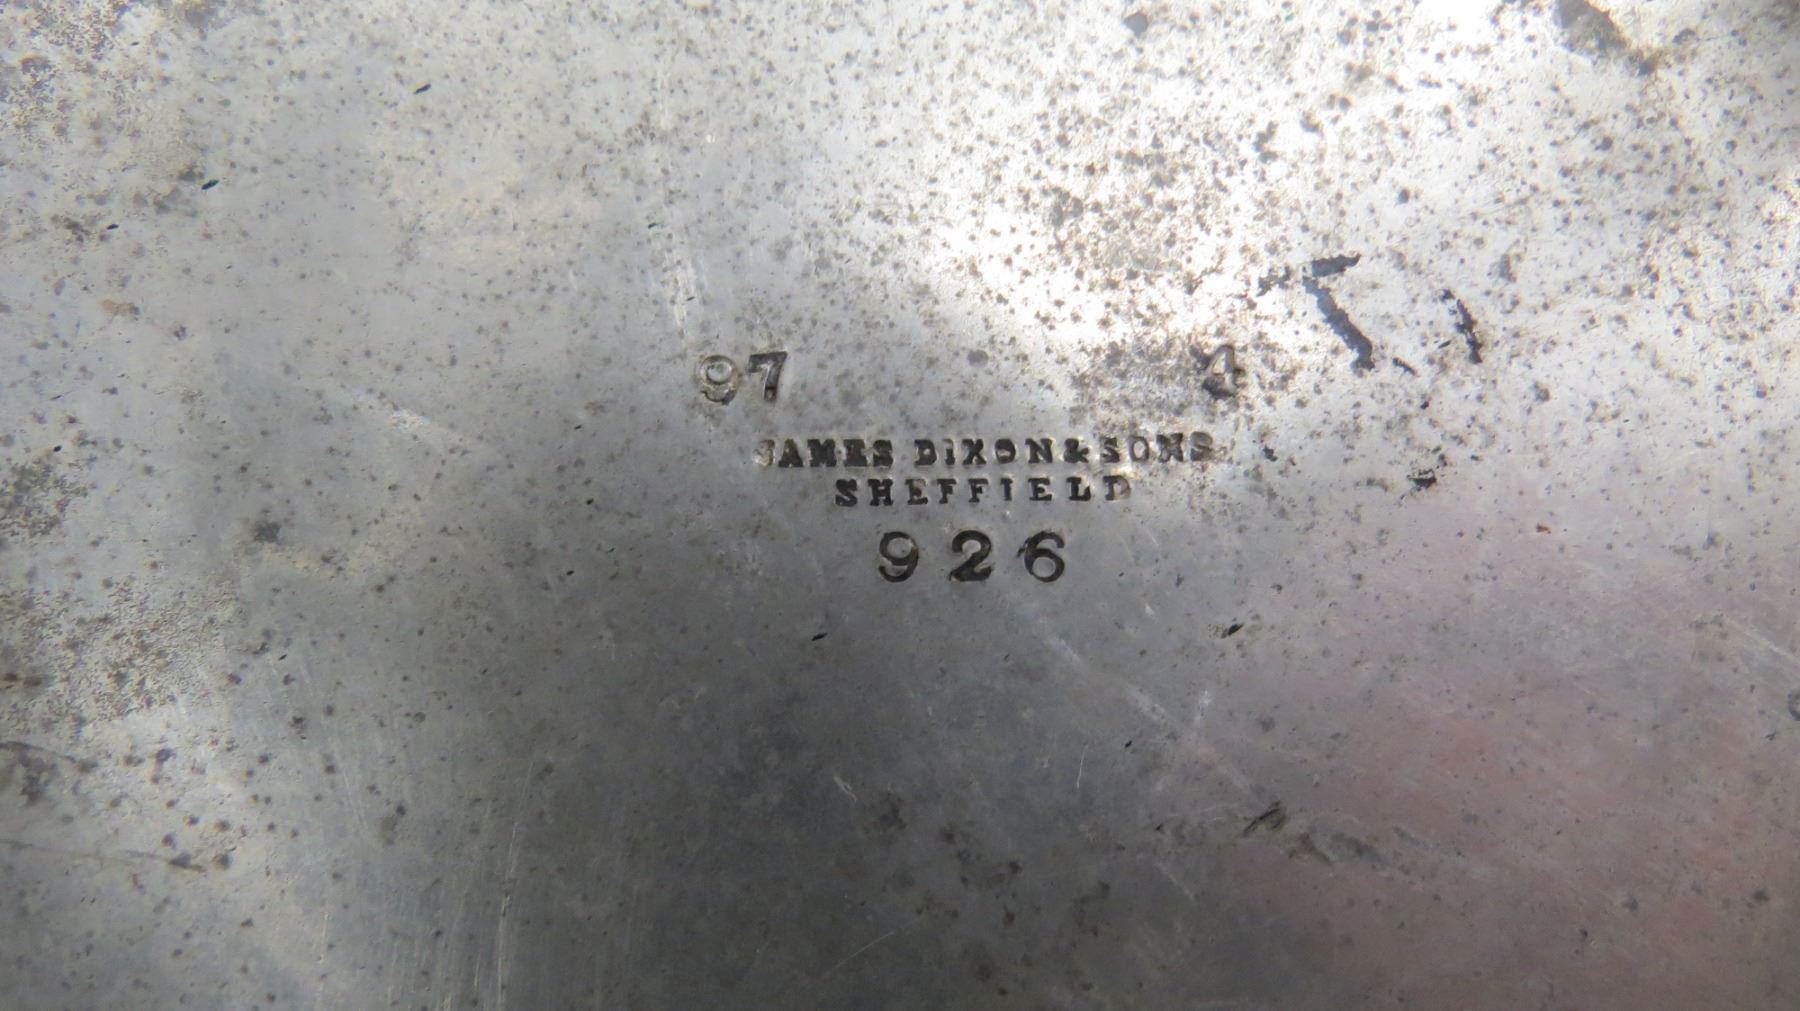 97 4
JAMES DIXON & SONS
SHEFFIELD
926